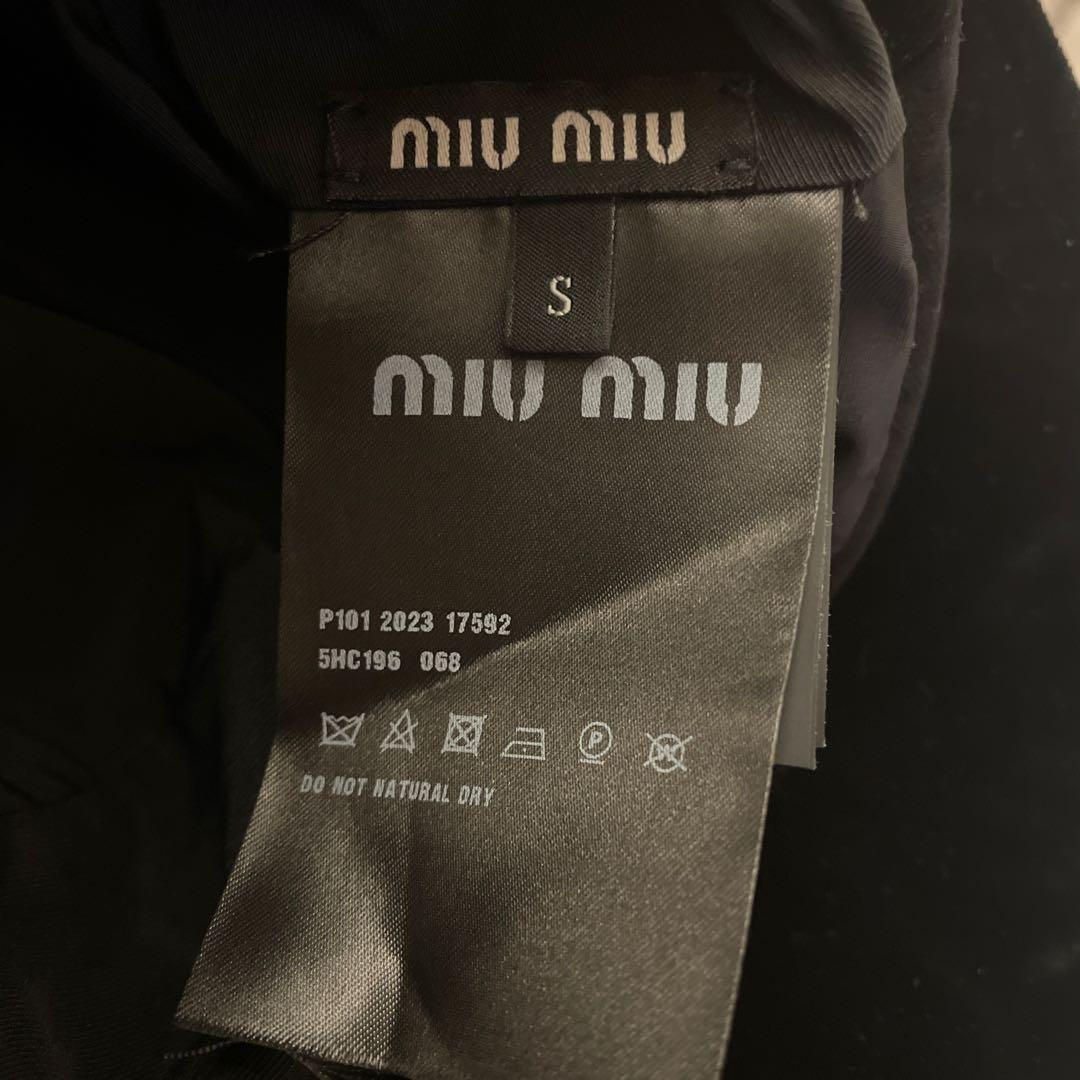 MIU MIU
S
MIU MIU
P101 2023 17592
5HC196 068
P
W
DO NOT NATURAL DRY